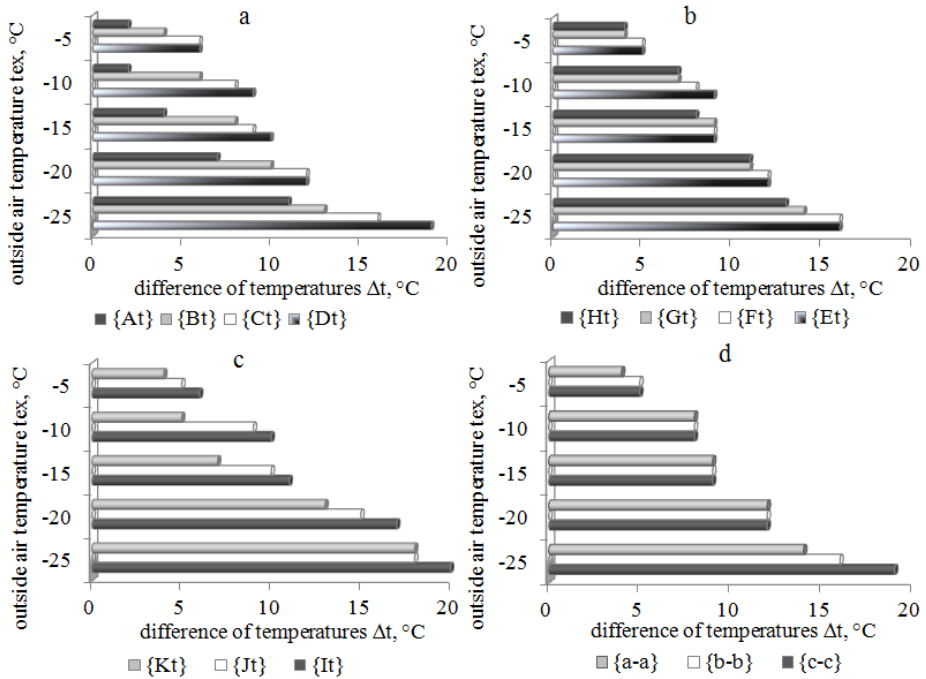 a
outside air temperature tex, °C
-5
-10
-15
-20
-25
0 5 10 15 20
difference of temperatures Δt, °C
{At} {Bt} {Ct} {Dt}
b
outside air temperature tex, °C
-5
-10
-15
-20
-25
0 5 10 15 20
difference of temperatures Δt, °C
{Ht} {Gt} {Ft} {Et}
c
outside air temperature tex, °C
-5
-10
-15
-20
-25
0 5 10 15 20
difference of temperatures Δt, °C
{Kt} {Jt} {It}
d
outside air temperature tex, °C
-5
-10
-15
-20
-25
0 5 10 15 20
difference of temperatures Δt, °C
{a-a} {b-b} {c-c}